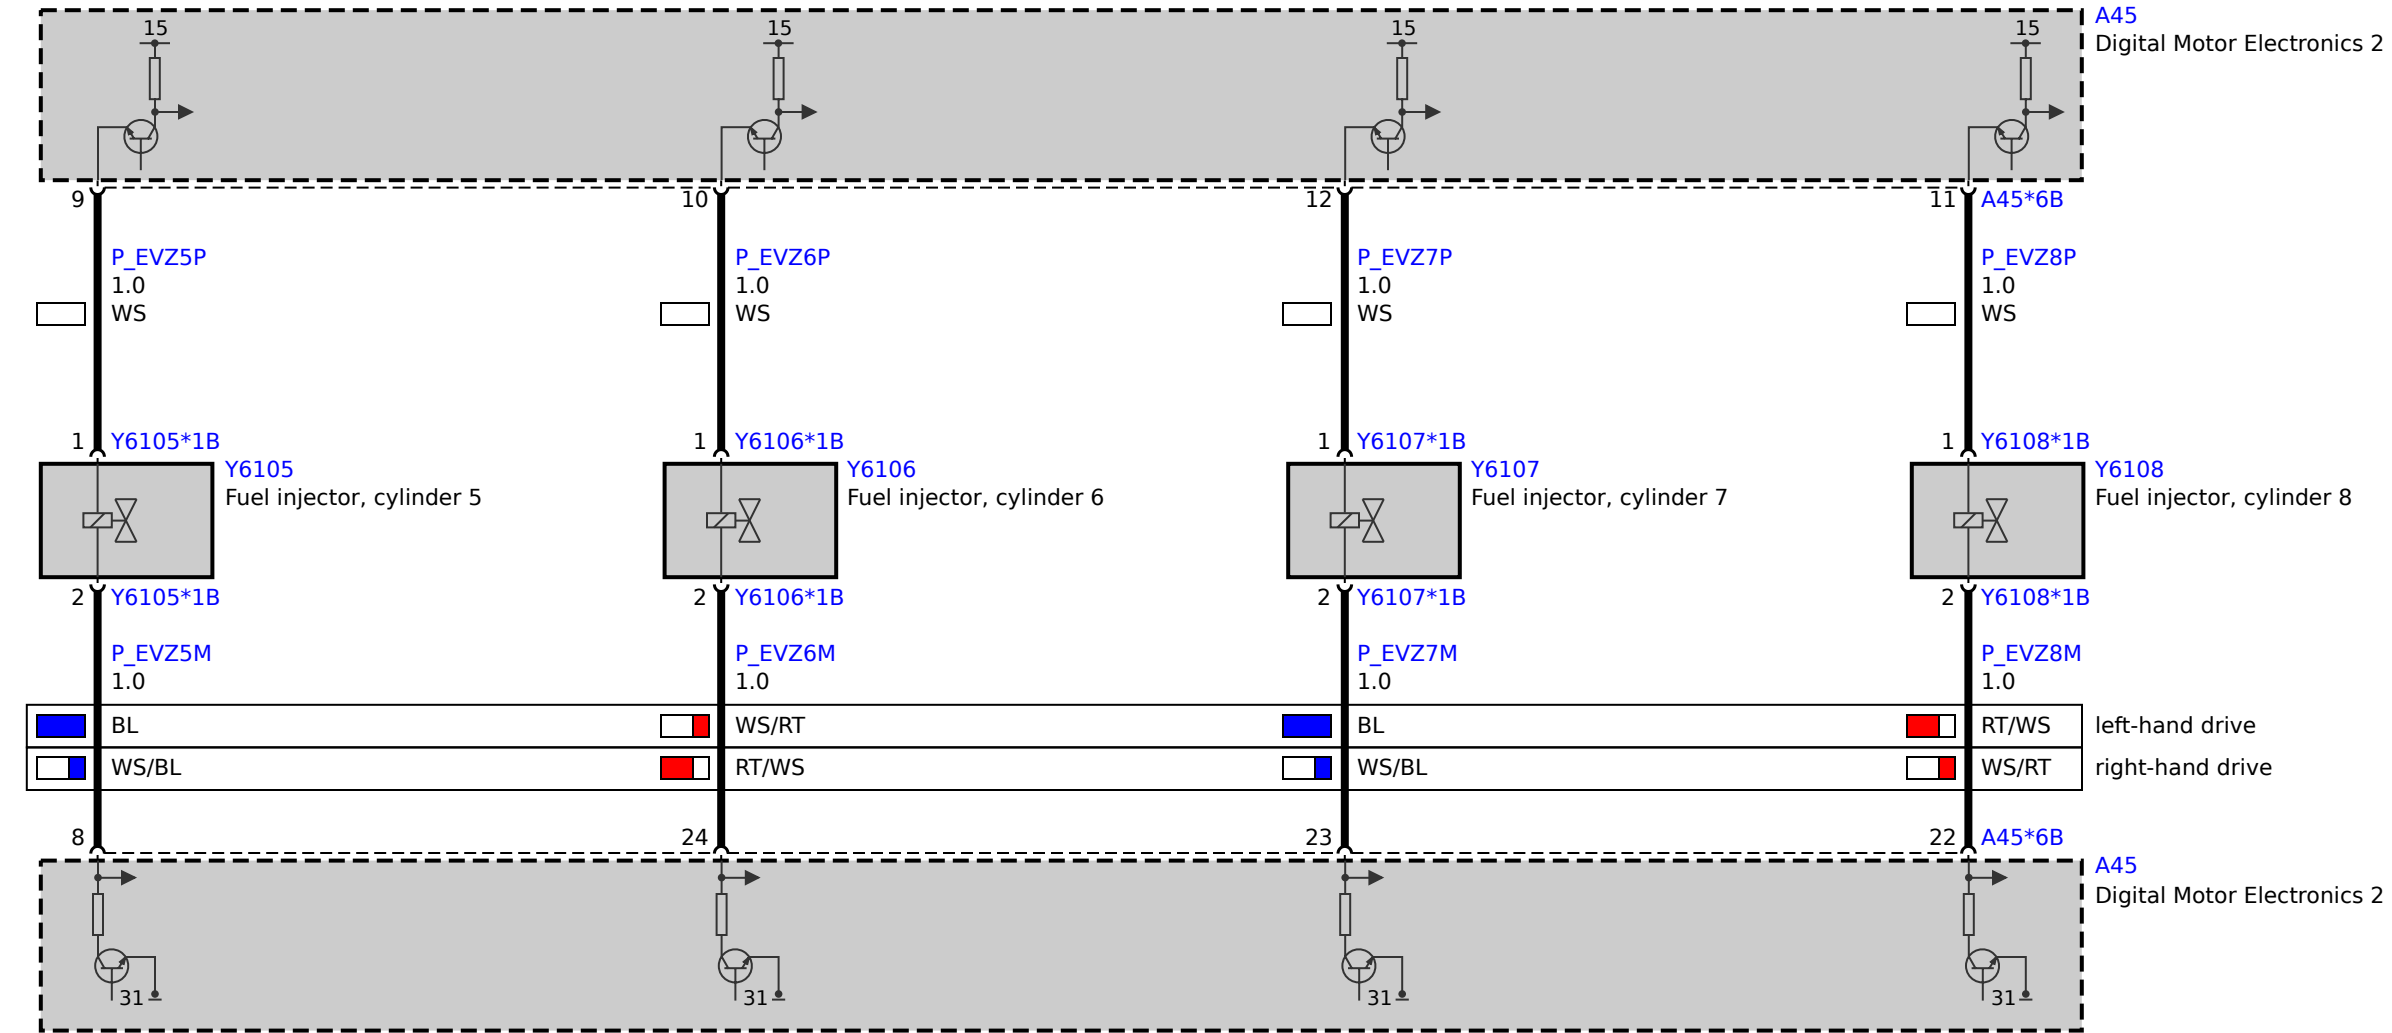 15 15 15 15
A45
Digital Motor Electronics 2
9 10 12 11 A45*6B
P_EVZ5P P_EVZ6P P_EVZ7P P_EVZ8P
1.0 1.0 1.0 1.0
WS WS WS WS
1 Y6105*1B 1 Y6106*1B 1 Y6107*1B 1 Y6108*1B
Y6105 Y6106 Y6107 Y6108
Fuel injector, cylinder 5 Fuel injector, cylinder 6 Fuel injector, cylinder 7 Fuel injector, cylinder 8
2 Y6105*1B 2 Y6106*1B 2 Y6107*1B 2 Y6108*1B
P_EVZ5M P_EVZ6M P_EVZ7M P_EVZ8M
1.0 1.0 1.0 1.0
BL WS/RT BL RT/WS left-hand drive
WS/BL RT/WS WS/BL WS/RT right-hand drive
8 24 23 22 A45*6B
A45
Digital Motor Electronics 2
31 31 31 31